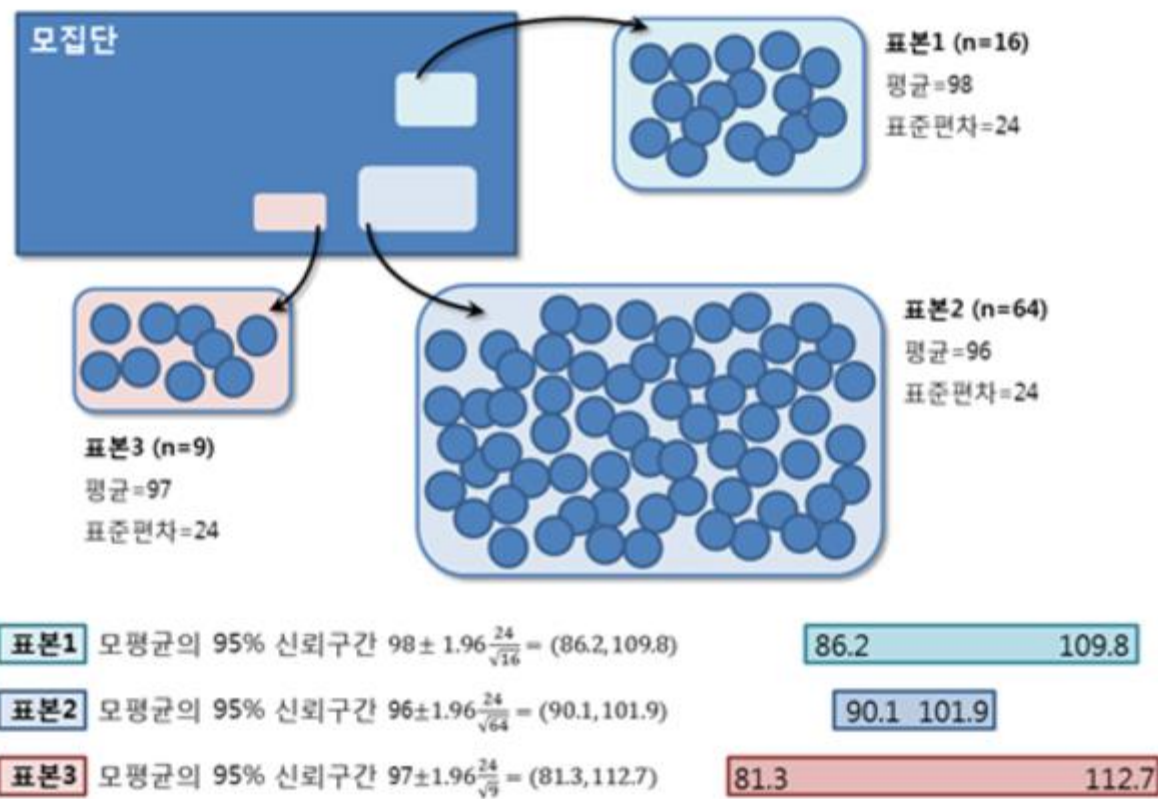 모집단
표본1 (n=16)
평균=98
표준편차=24
표본2 (n=64)
평균=96
표준편차=24
표본3 (n=9)
평균=97
표준편차=24
표본1 모평균의 95% 신뢰구간 98± 1.96 24/√16 = (86.2, 109.8) 86.2 109.8
표본2 모평균의 95% 신뢰구간 96±1.96 24/√64 = (90.1, 101.9) 90.1 101.9
표본3 모평균의 95% 신뢰구간 97±1.96 24/√9 = (81.3, 112.7) 81.3 112.7